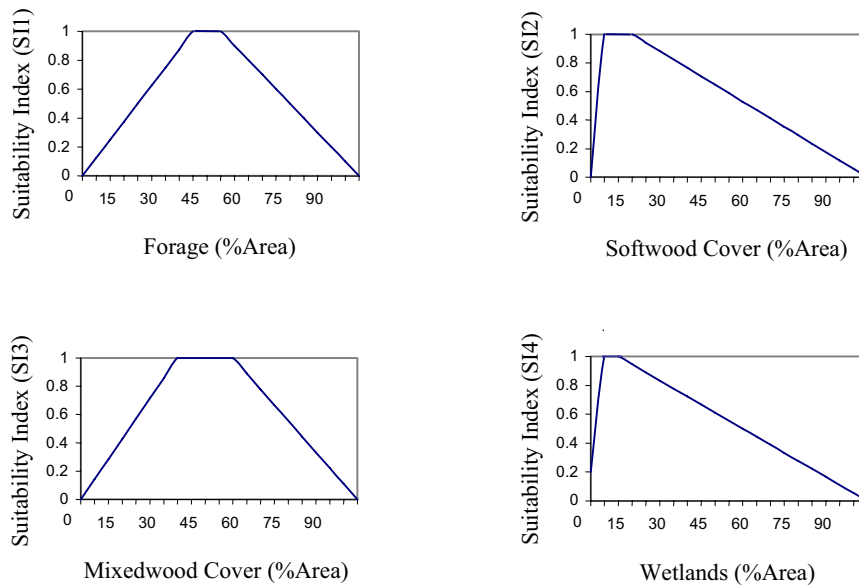 Suitability Index (SI1)
1
0.8
0.6
0.4
0.2
0
0 15 30 45 60 75 90
Forage (%Area)
Suitability Index (SI2)
1
0.8
0.6
0.4
0.2
0
0 15 30 45 60 75 90
Softwood Cover (%Area)
Suitability Index (SI3)
1
0.8
0.6
0.4
0.2
0
0 15 30 45 60 75 90
Mixedwood Cover (%Area)
Suitability Index (SI4)
1
0.8
0.6
0.4
0.2
0
0 15 30 45 60 75 90
Wetlands (%Area)